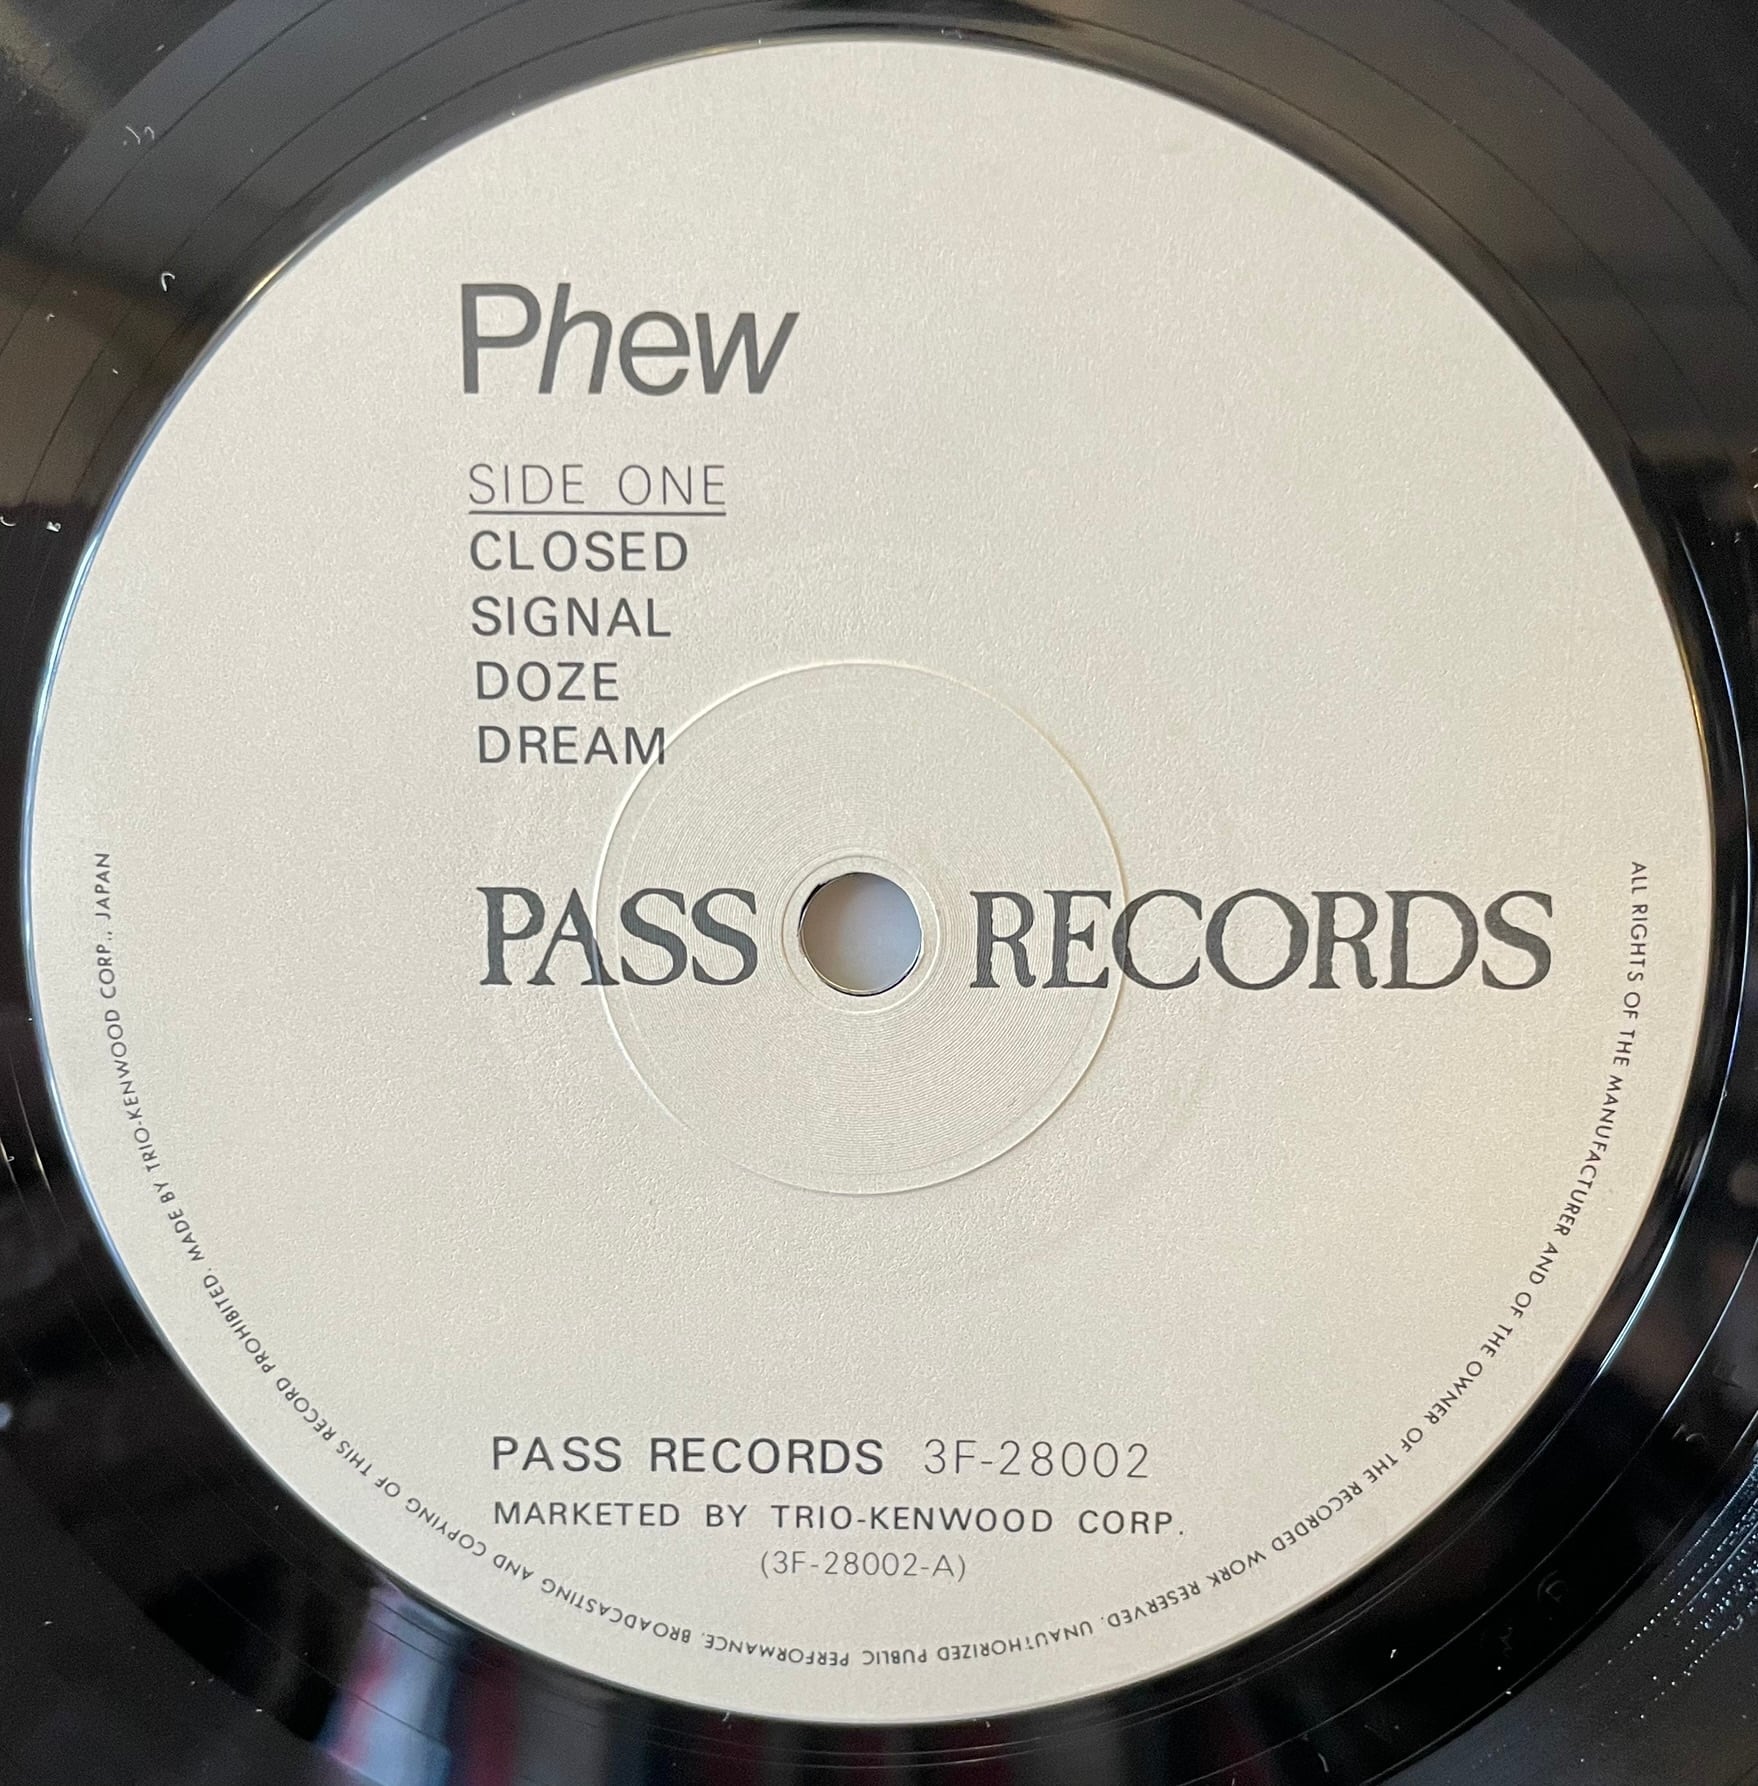 Phew
SIDE ONE
CLOSED
SIGNAL
DOZE
DREAM
PASS RECORDS
PASS RECORDS 3F-28002
MARKETED BY TRIO-KENWOOD CORP.
(3F-28002-A)
ALL RIGHTS OF THE MANUFACTURER AND OF THE OWNER OF THE RECORDED WORK RESERVED. UNAUTHORIZED PUBLIC PERFORMANCE, BROADCASTING AND COPYING OF THIS RECORD PROHIBITED. MADE BY TRIO-KENWOOD CORP., JAPAN